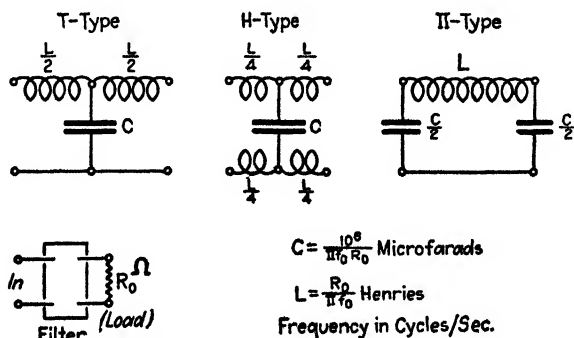 T-Type
H-Type
Π-Type
L/2 L/2
L/4 L/4
L
C
C
C/2
C/2
L/4 L/4
In
R₀ Ω
(Load)
Filter
C = 10⁶/(πf₀R₀) Microfarads
L = R₀/(πf₀) Henries
Frequency in Cycles/Sec.